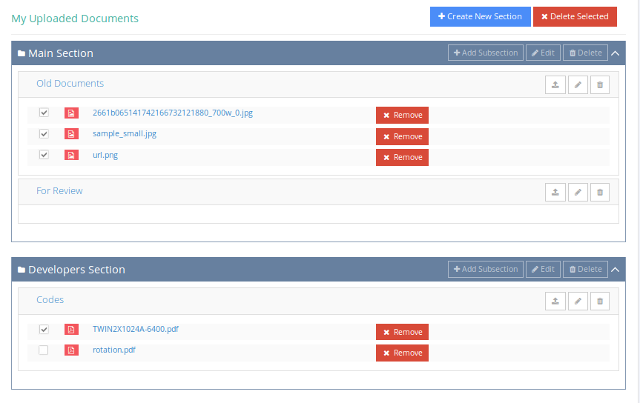 My Uploaded Documents
Create New Section
Delete Selected
Main Section
Add Subsection
Edit
Delete
Old Documents
2661b065141742166732121880_700w_0.jpg
Remove
sample_small.jpg
Remove
url.png
Remove
For Review
Developers Section
Add Subsection
Edit
Delete
Codes
TWIN2X1024A-6400.pdf
Remove
rotation.pdf
Remove